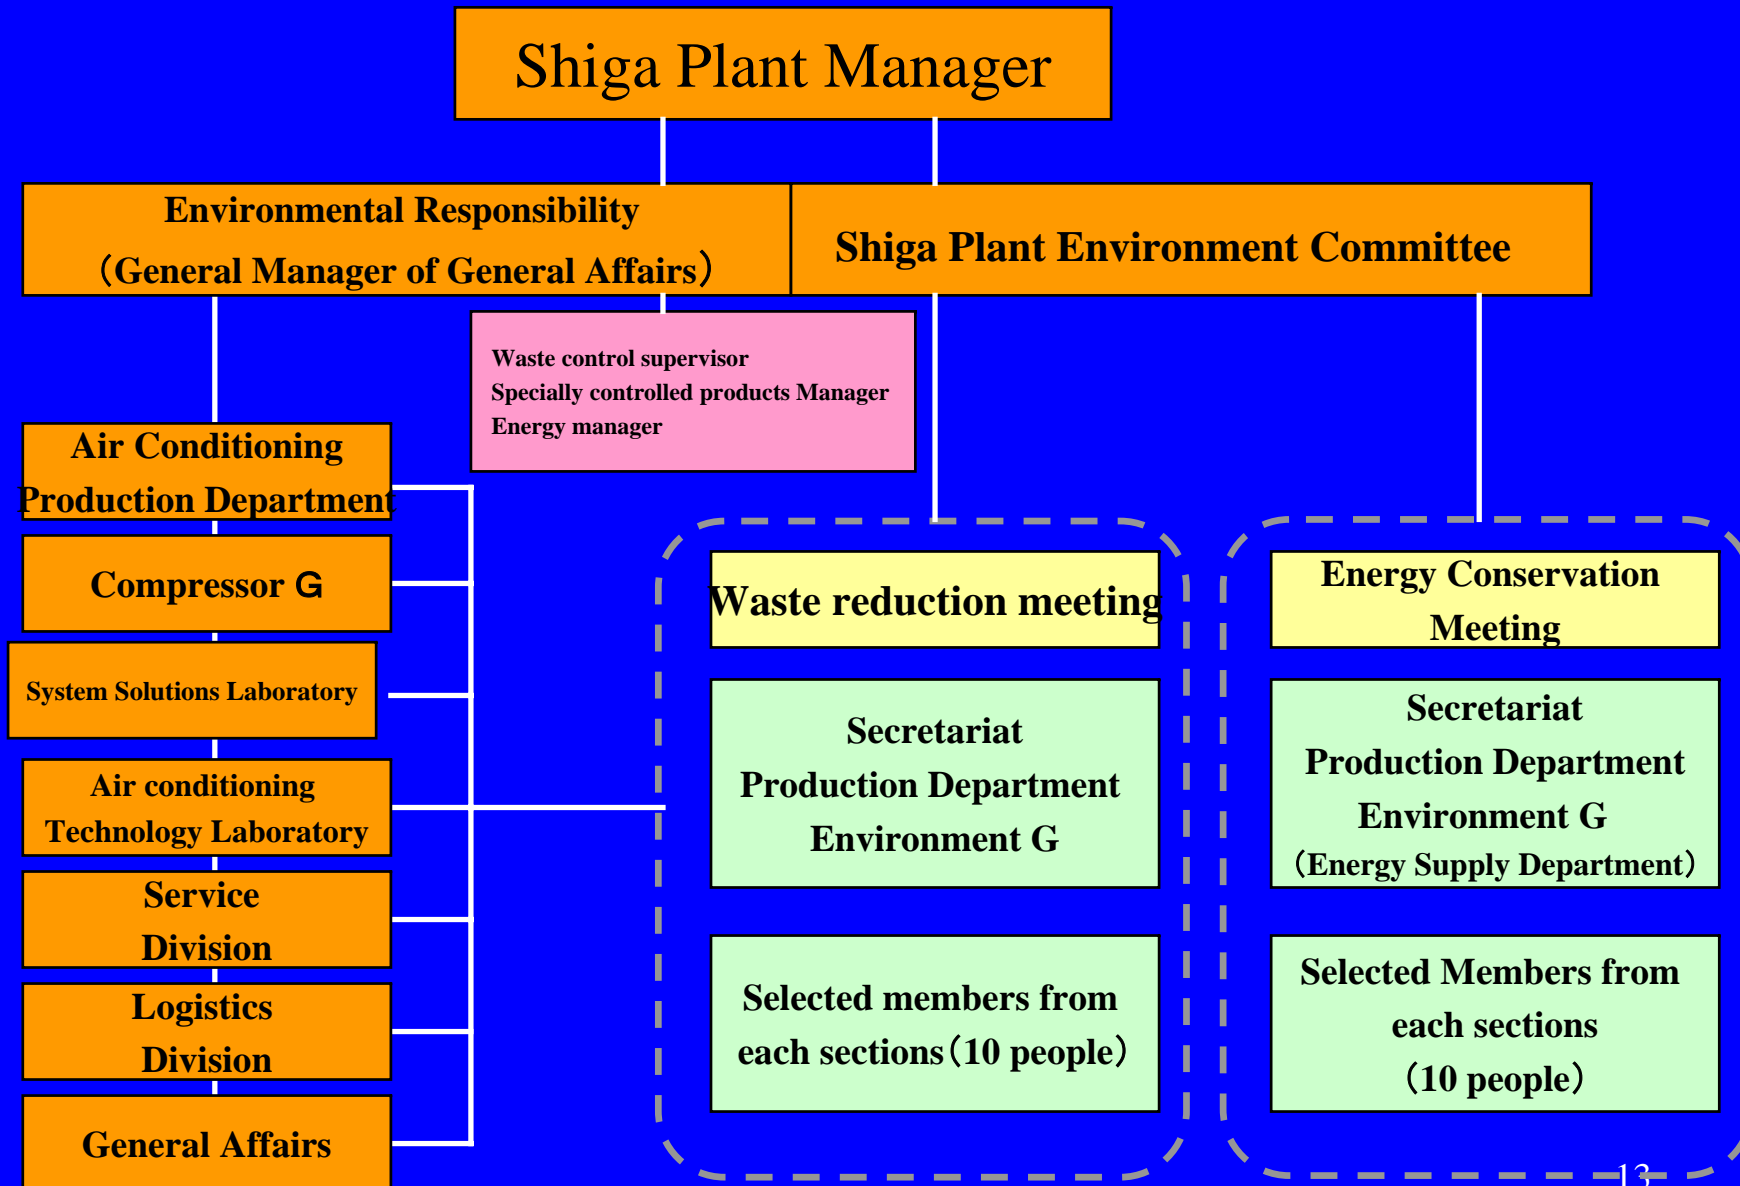 Shiga Plant Manager
Environmental Responsibility
（General Manager of General Affairs）
Shiga Plant Environment Committee
Waste control supervisor
Specially controlled products Manager
Energy manager
Air Conditioning
Production Department
Compressor G
System Solutions Laboratory
Air conditioning
Technology Laboratory
Service
Division
Logistics
Division
General Affairs
Waste reduction meeting
Secretariat
Production Department
Environment G
Selected members from
each sections（10 people）
Energy Conservation
Meeting
Secretariat
Production Department
Environment G
（Energy Supply Department）
Selected Members from
each sections
（10 people）
13